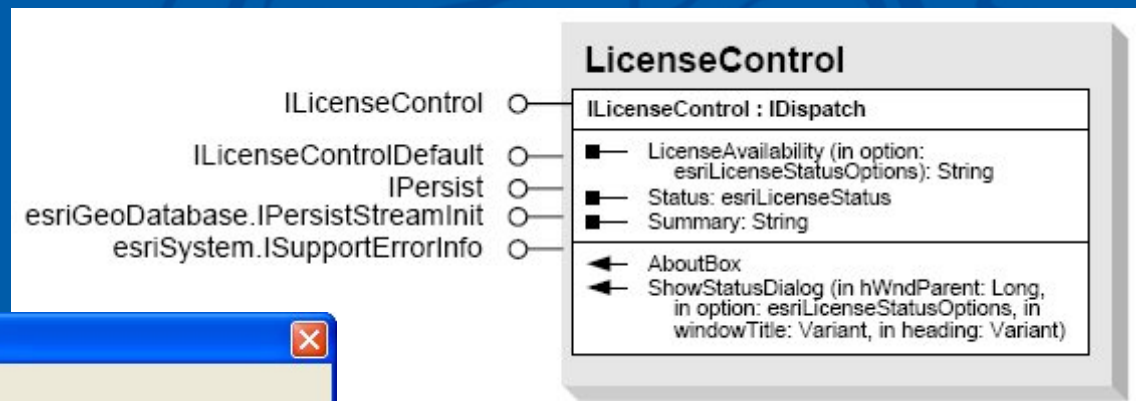 LicenseControl
ILicenseControl
ILicenseControlDefault
IPersist
esriGeoDatabase.IPersistStreamInit
esriSystem.ISupportErrorInfo
ILicenseControl : IDispatch
LicenseAvailability (in option:
esriLicenseStatusOptions): String
Status: esriLicenseStatus
Summary: String
AboutBox
ShowStatusDialog (in hWndParent: Long,
in option: esriLicenseStatusOptions, in
windowTitle: Variant, in heading: Variant)